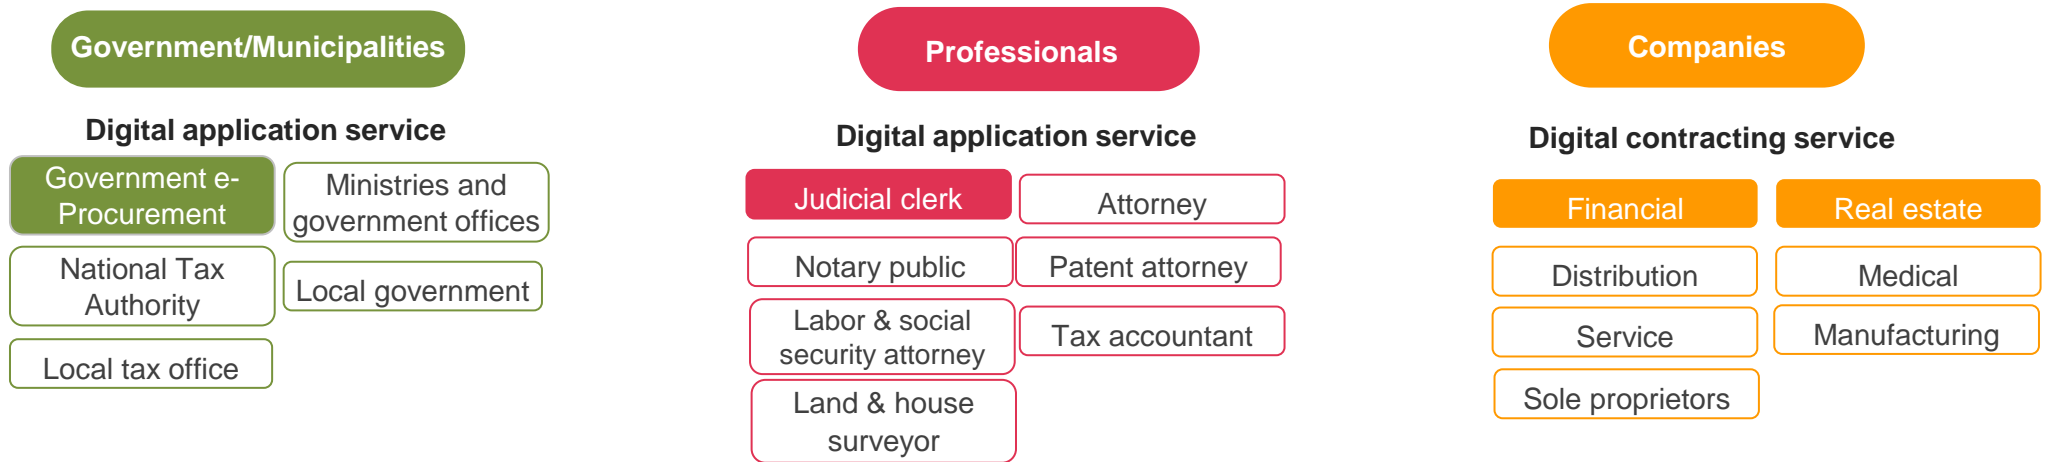 Government/Municipalities
Digital application service
Government e-
Procurement
Ministries and
government offices
National Tax
Authority
Local government
Local tax office
Professionals
Digital application service
Judicial clerk
Attorney
Notary public
Patent attorney
Labor & social
security attorney
Tax accountant
Land & house
surveyor
Companies
Digital contracting service
Financial
Real estate
Distribution
Medical
Service
Manufacturing
Sole proprietors